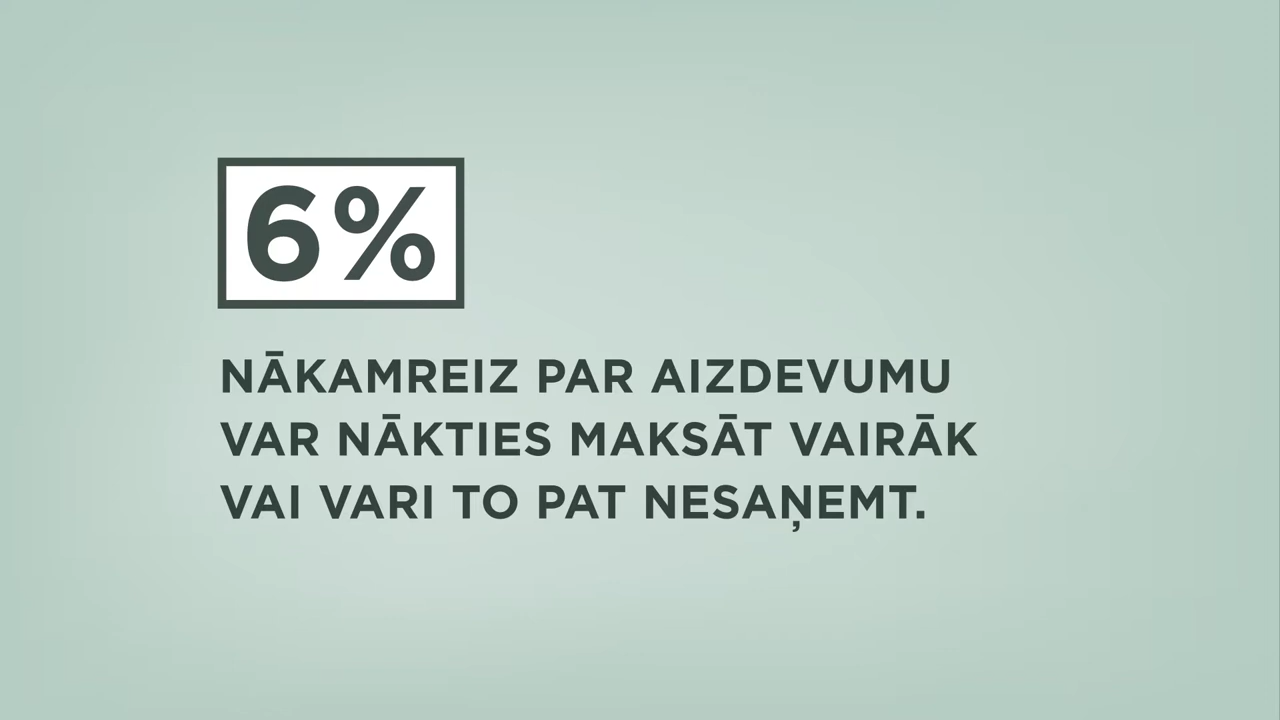 6%
NĀKAMREIZ PAR AIZDEVUMU
VAR NĀKTIES MAKSĀT VAIRĀK
VAI VARI TO PAT NESAŅEMT.